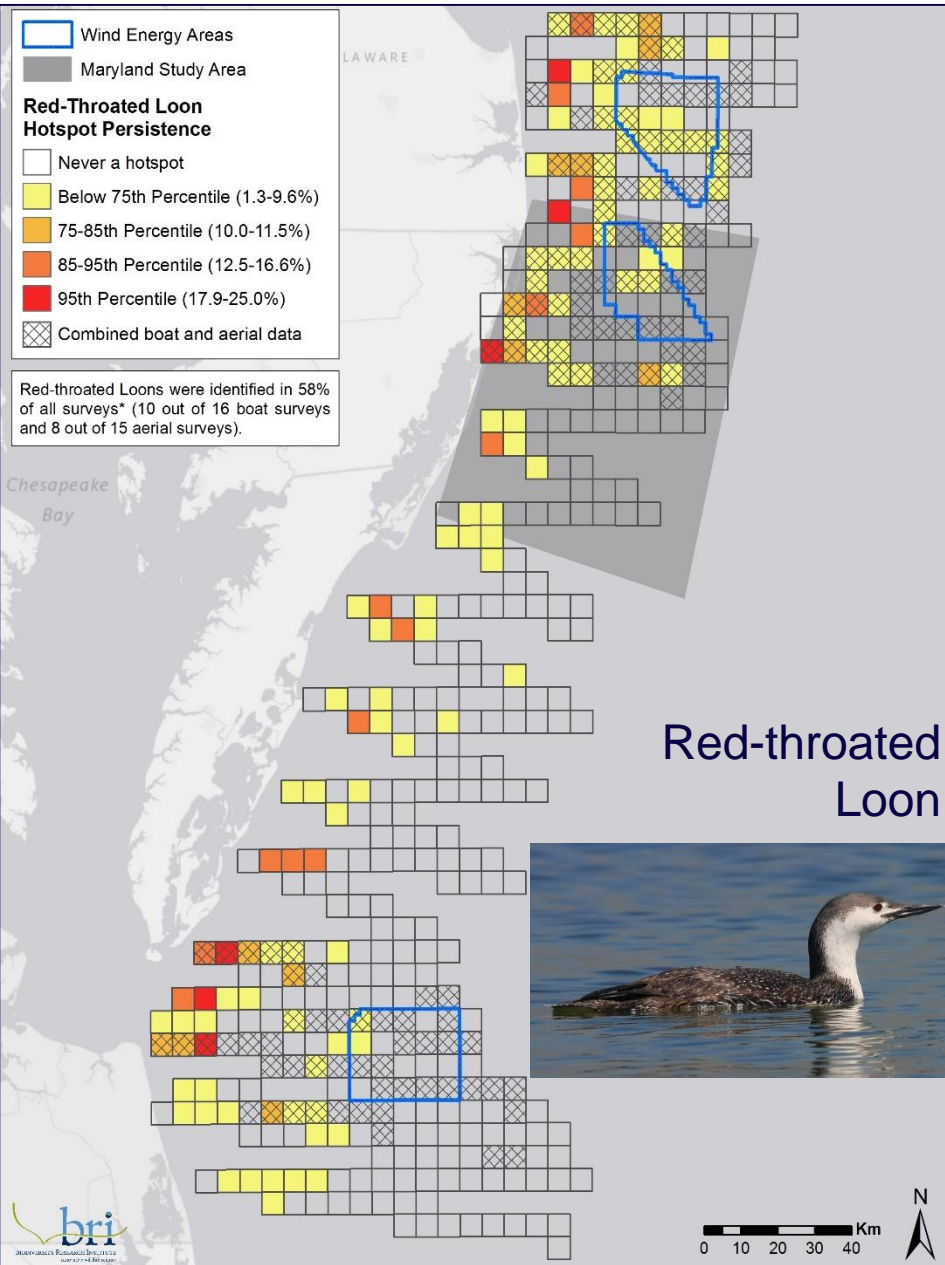 Wind Energy Areas
Maryland Study Area
Red-Throated Loon
Hotspot Persistence
Never a hotspot
Below 75th Percentile (1.3-9.6%)
75-85th Percentile (10.0-11.5%)
85-95th Percentile (12.5-16.6%)
95th Percentile (17.9-25.0%)
Combined boat and aerial data
Red-throated Loons were identified in 58%
of all surveys* (10 out of 16 boat surveys
and 8 out of 15 aerial surveys).
LAWARE
Chesapeake
Bay
Red-throated
Loon
bri
BIODIVERSITY RESEARCH INSTITUTE
N
Km
0 10 20 30 40